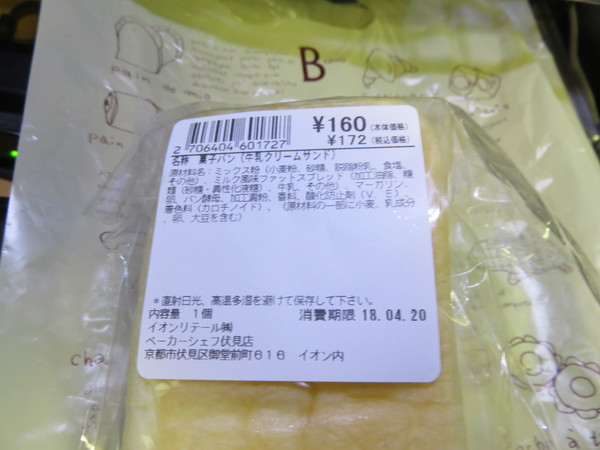 B
pain de mie
pain
2706404601727
¥160 (本体価格)
¥172 (税込価格)
名称 菓子パン (牛乳クリームサンド)
原材料名:ミックス粉(小麦粉、砂糖、脱脂粉乳、食塩、
その他)、ミルク風味ファットスプレッド(加工油脂、糖
類(砂糖・異性化液糖)、牛乳、その他)、マーガリン、
卵、パン酵母、加工澱粉、香料、酸化防止剤(V.E)、
着色料(カロチノイド)、(原材料の一部に小麦、乳成分
、卵、大豆を含む)
*直射日光、高温多湿を避けて保存して下さい。
内容量 1個 消費期限 18.04.20
イオンリテール㈱
ベーカーシェフ伏見店
京都市伏見区御堂前町616 イオン内
cha